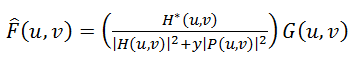 F̂(u,v) = (H*(u,v) / |H(u,v)|²+y|P(u,v)|²) G(u,v)